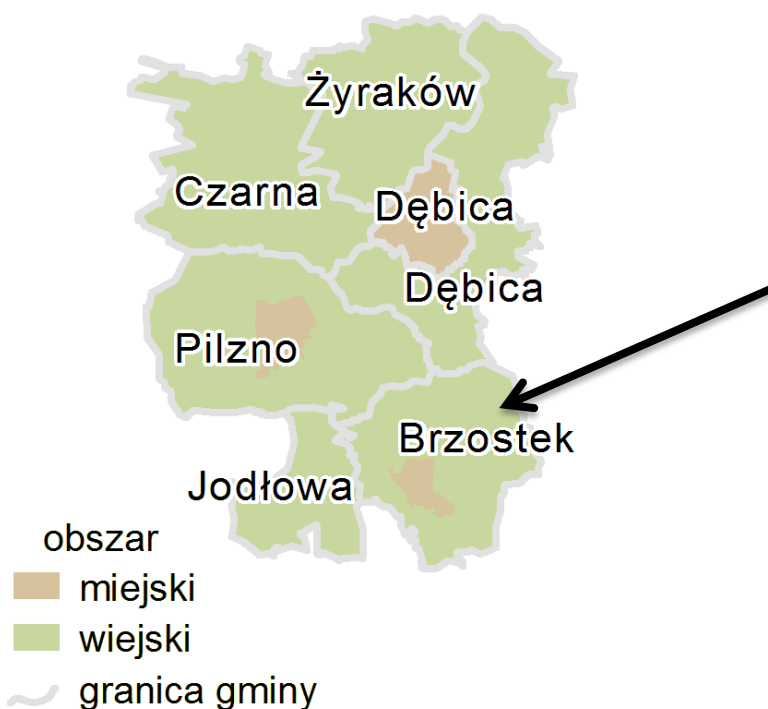 Żyraków
Czarna
Dębica
Dębica
Pilzno
Brzostek
Jodłowa
obszar
miejski
wiejski
granica gminy